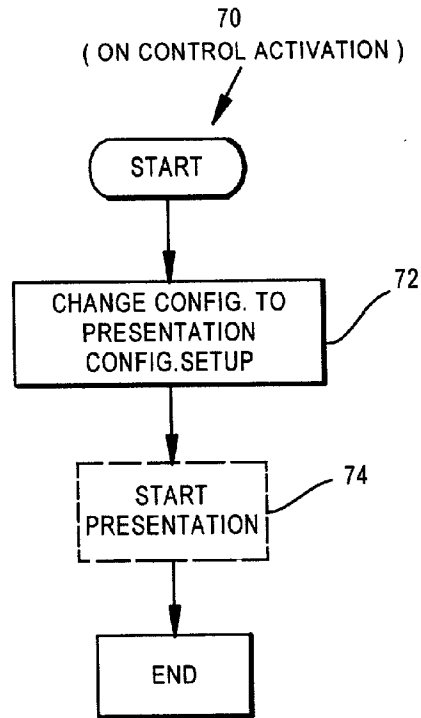 70
( ON CONTROL ACTIVATION )
START
CHANGE CONFIG. TO
PRESENTATION
CONFIG.SETUP
72
START
PRESENTATION
74
END